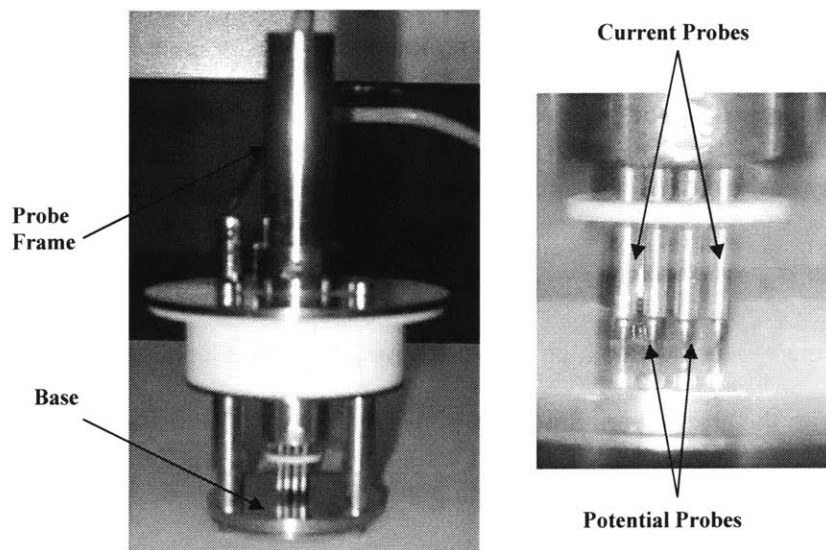 Probe
Frame
Base
Current Probes
Potential Probes